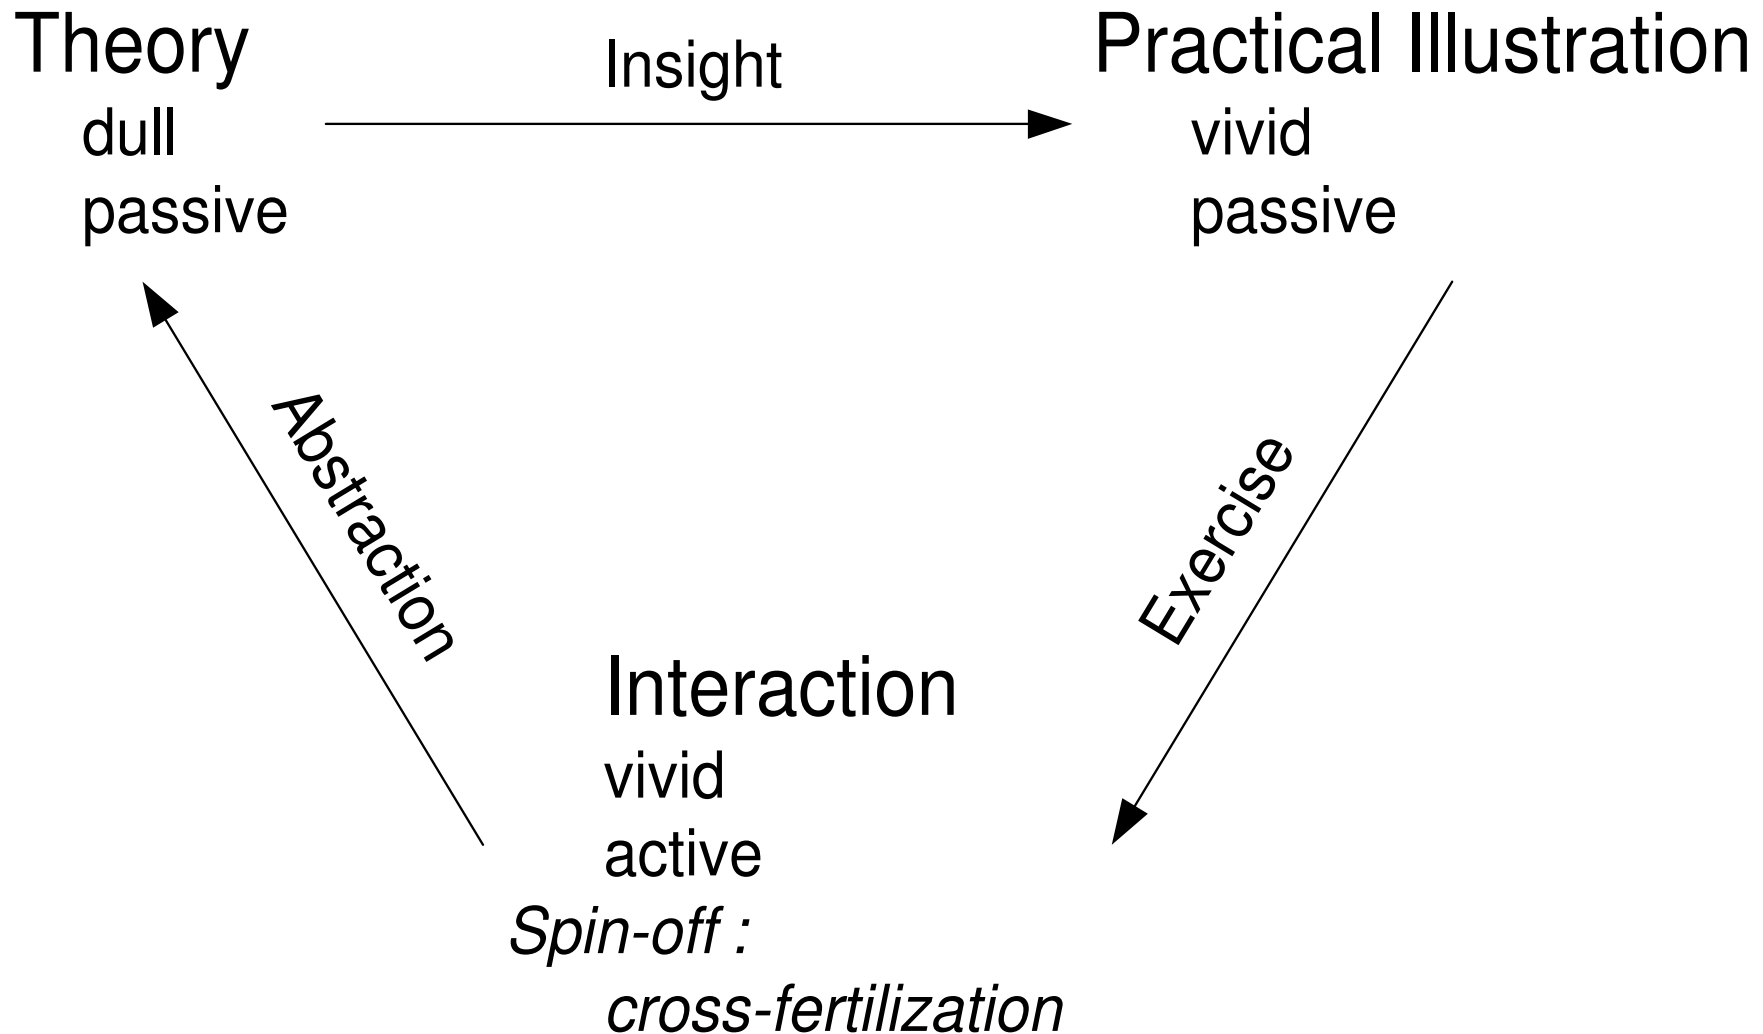 Theory
dull
passive
Insight
Practical Illustration
vivid
passive
Abstraction
Exercise
Interaction
vivid
active
Spin-off :
cross-fertilization